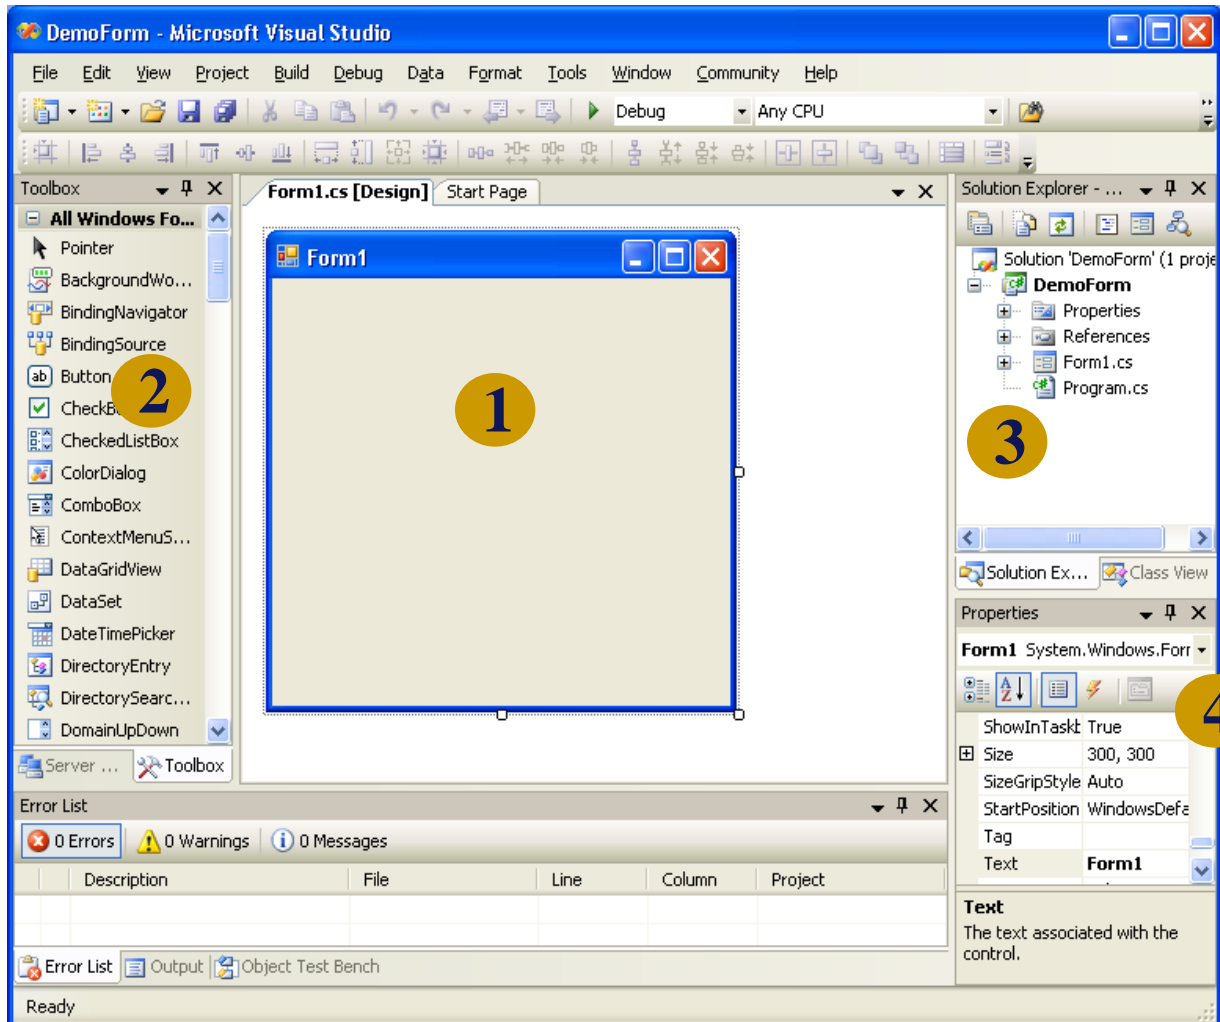 DemoForm - Microsoft Visual Studio
File Edit View Project Build Debug Data Format Tools Window Community Help
Debug Any CPU
Toolbox
All Windows Fo...
Pointer
BackgroundWo...
BindingNavigator
BindingSource
Button
CheckB
CheckedListBox
ColorDialog
ComboBox
ContextMenuS...
DataGridView
DataSet
DateTimePicker
DirectoryEntry
DirectorySearc...
DomainUpDown
Server ... Toolbox
2
Form1.cs [Design] Start Page
Form1
1
Solution Explorer - ...
Solution 'DemoForm' (1 proje
DemoForm
Properties
References
Form1.cs
Program.cs
3
Solution Ex... Class View
Properties
Form1 System.Windows.Forr
4
ShowInTaskb True
Size 300, 300
SizeGripStyle Auto
StartPosition WindowsDefa
Tag
Text Form1
Text
The text associated with the
control.
Error List
0 Errors 0 Warnings 0 Messages
Description File Line Column Project
Error List Output Object Test Bench
Ready